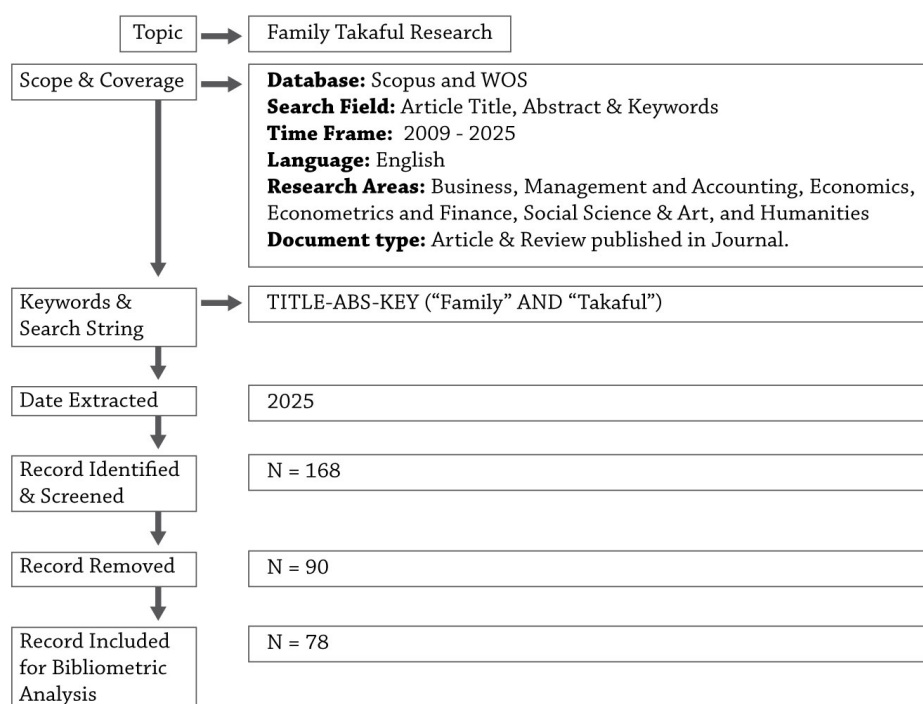 Topic
Family Takaful Research
Scope & Coverage
Database: Scopus and WOS
Search Field: Article Title, Abstract & Keywords
Time Frame: 2009 - 2025
Language: English
Research Areas: Business, Management and Accounting, Economics,
Econometrics and Finance, Social Science & Art, and Humanities
Document type: Article & Review published in Journal.
Keywords &
Search String
TITLE-ABS-KEY (“Family” AND “Takaful”)
Date Extracted
2025
Record Identified
& Screened
N = 168
Record Removed
N = 90
Record Included
for Bibliometric
Analysis
N = 78